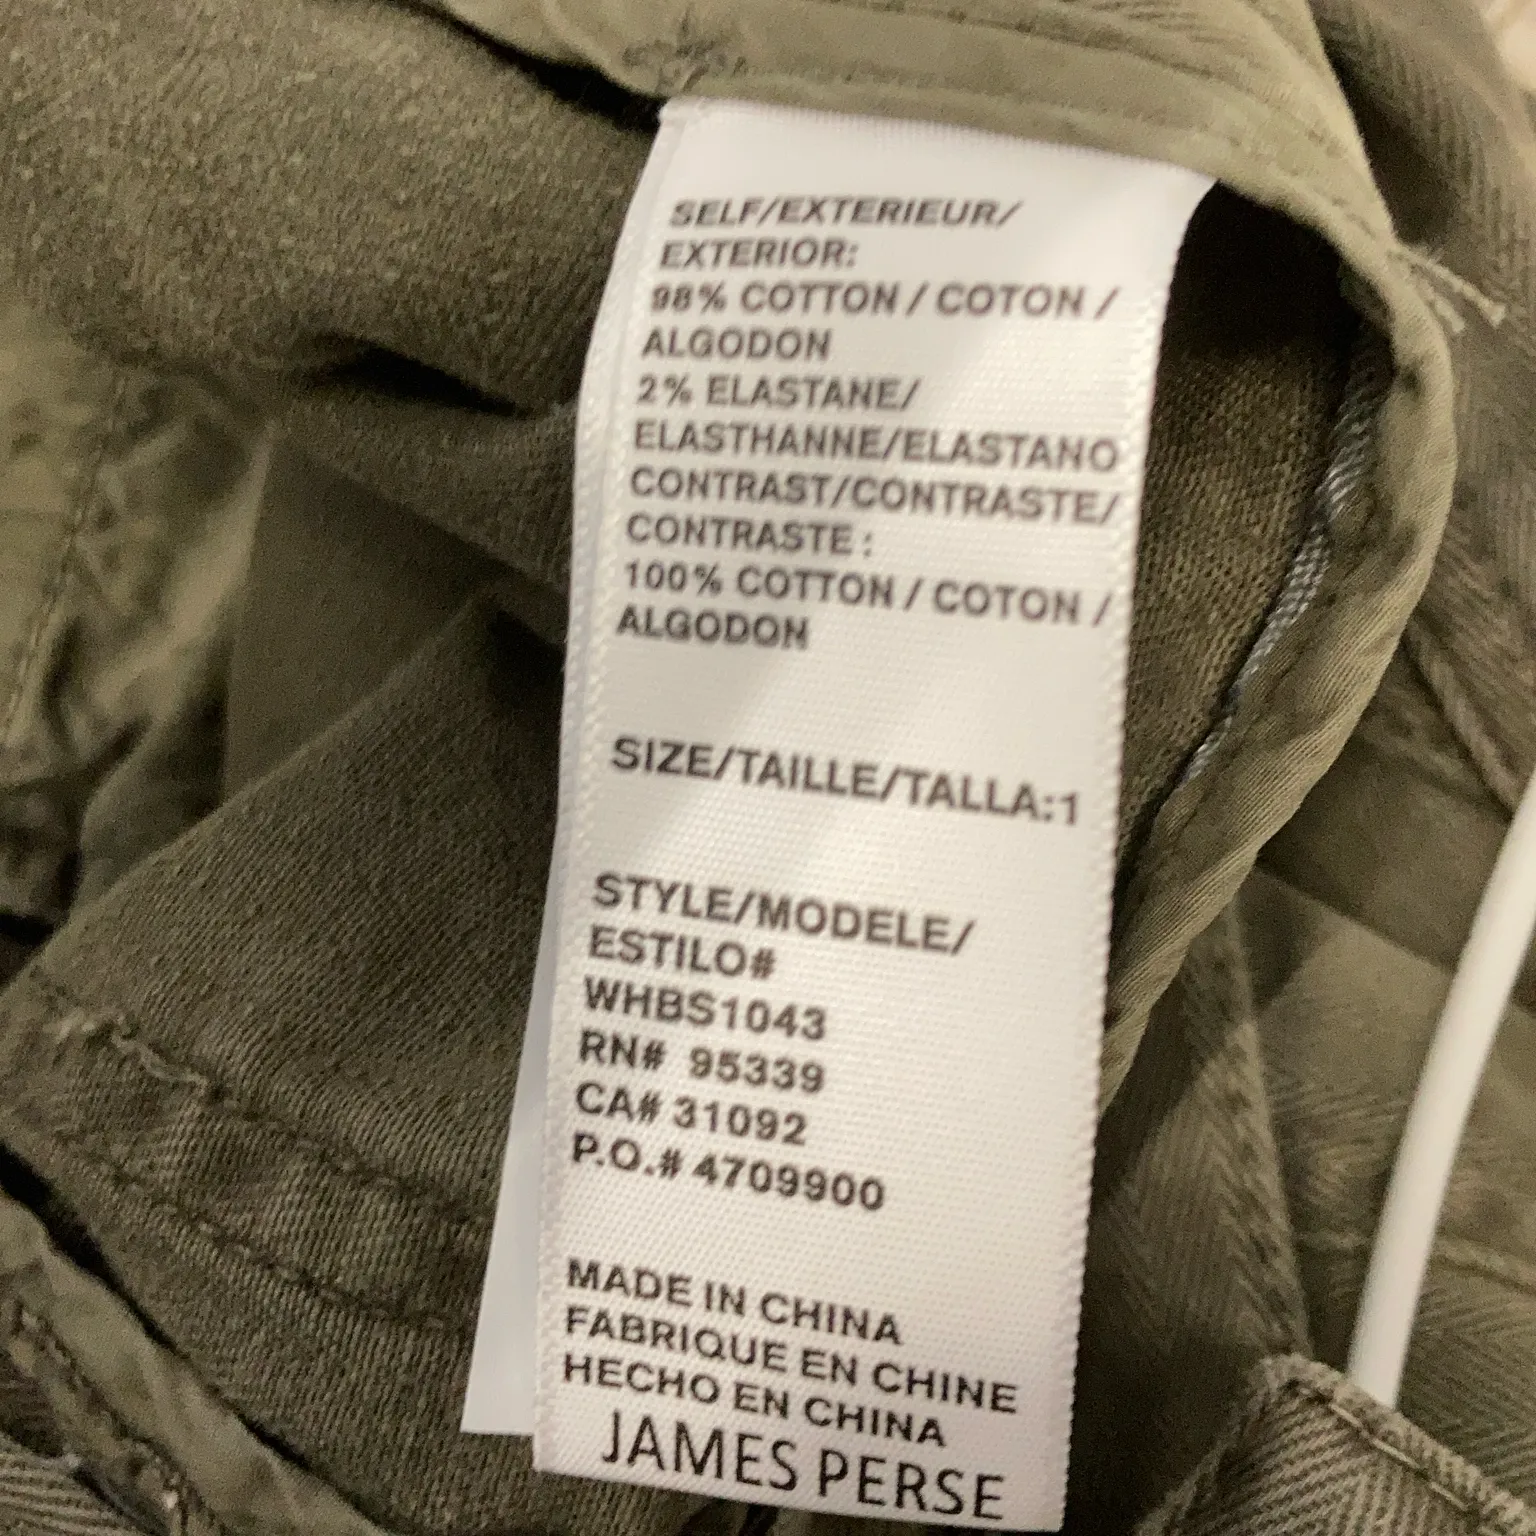 SELF/EXTERIEUR/
EXTERIOR:
98% COTTON / COTON /
ALGODON
2% ELASTANE/
ELASTHANNE/ELASTANO
CONTRAST/CONTRASTE/
CONTRASTE :
100% COTTON / COTON /
ALGODON
SIZE/TAILLE/TALLA:1
STYLE/MODELE/
ESTILO#
WHBS1043
RN# 95339
CA# 31092
P.O.# 4709900
MADE IN CHINA
FABRIQUE EN CHINE
HECHO EN CHINA
JAMES PERSE